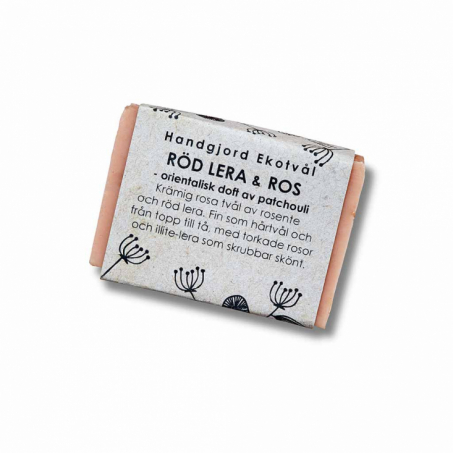 Handgjord Ekotvål
RÖD LERA & ROS
- orientalisk doft av patchouli
Krämig rosa tvål av rosente
och röd lera. Fin som hårtvål och
från topp till tå, med torkade rosor
och illite-lera som skrubbar skönt.